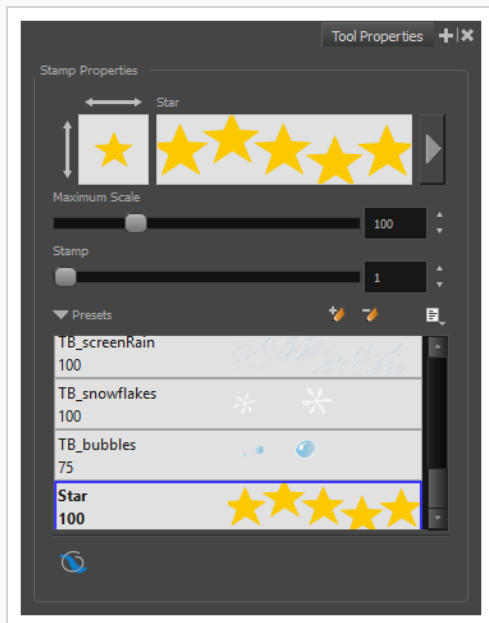 Tool Properties
Stamp Properties
Star
Maximum Scale
100
Stamp
1
Presets
TB_screenRain
100
TB_snowflakes
100
TB_bubbles
75
Star
100